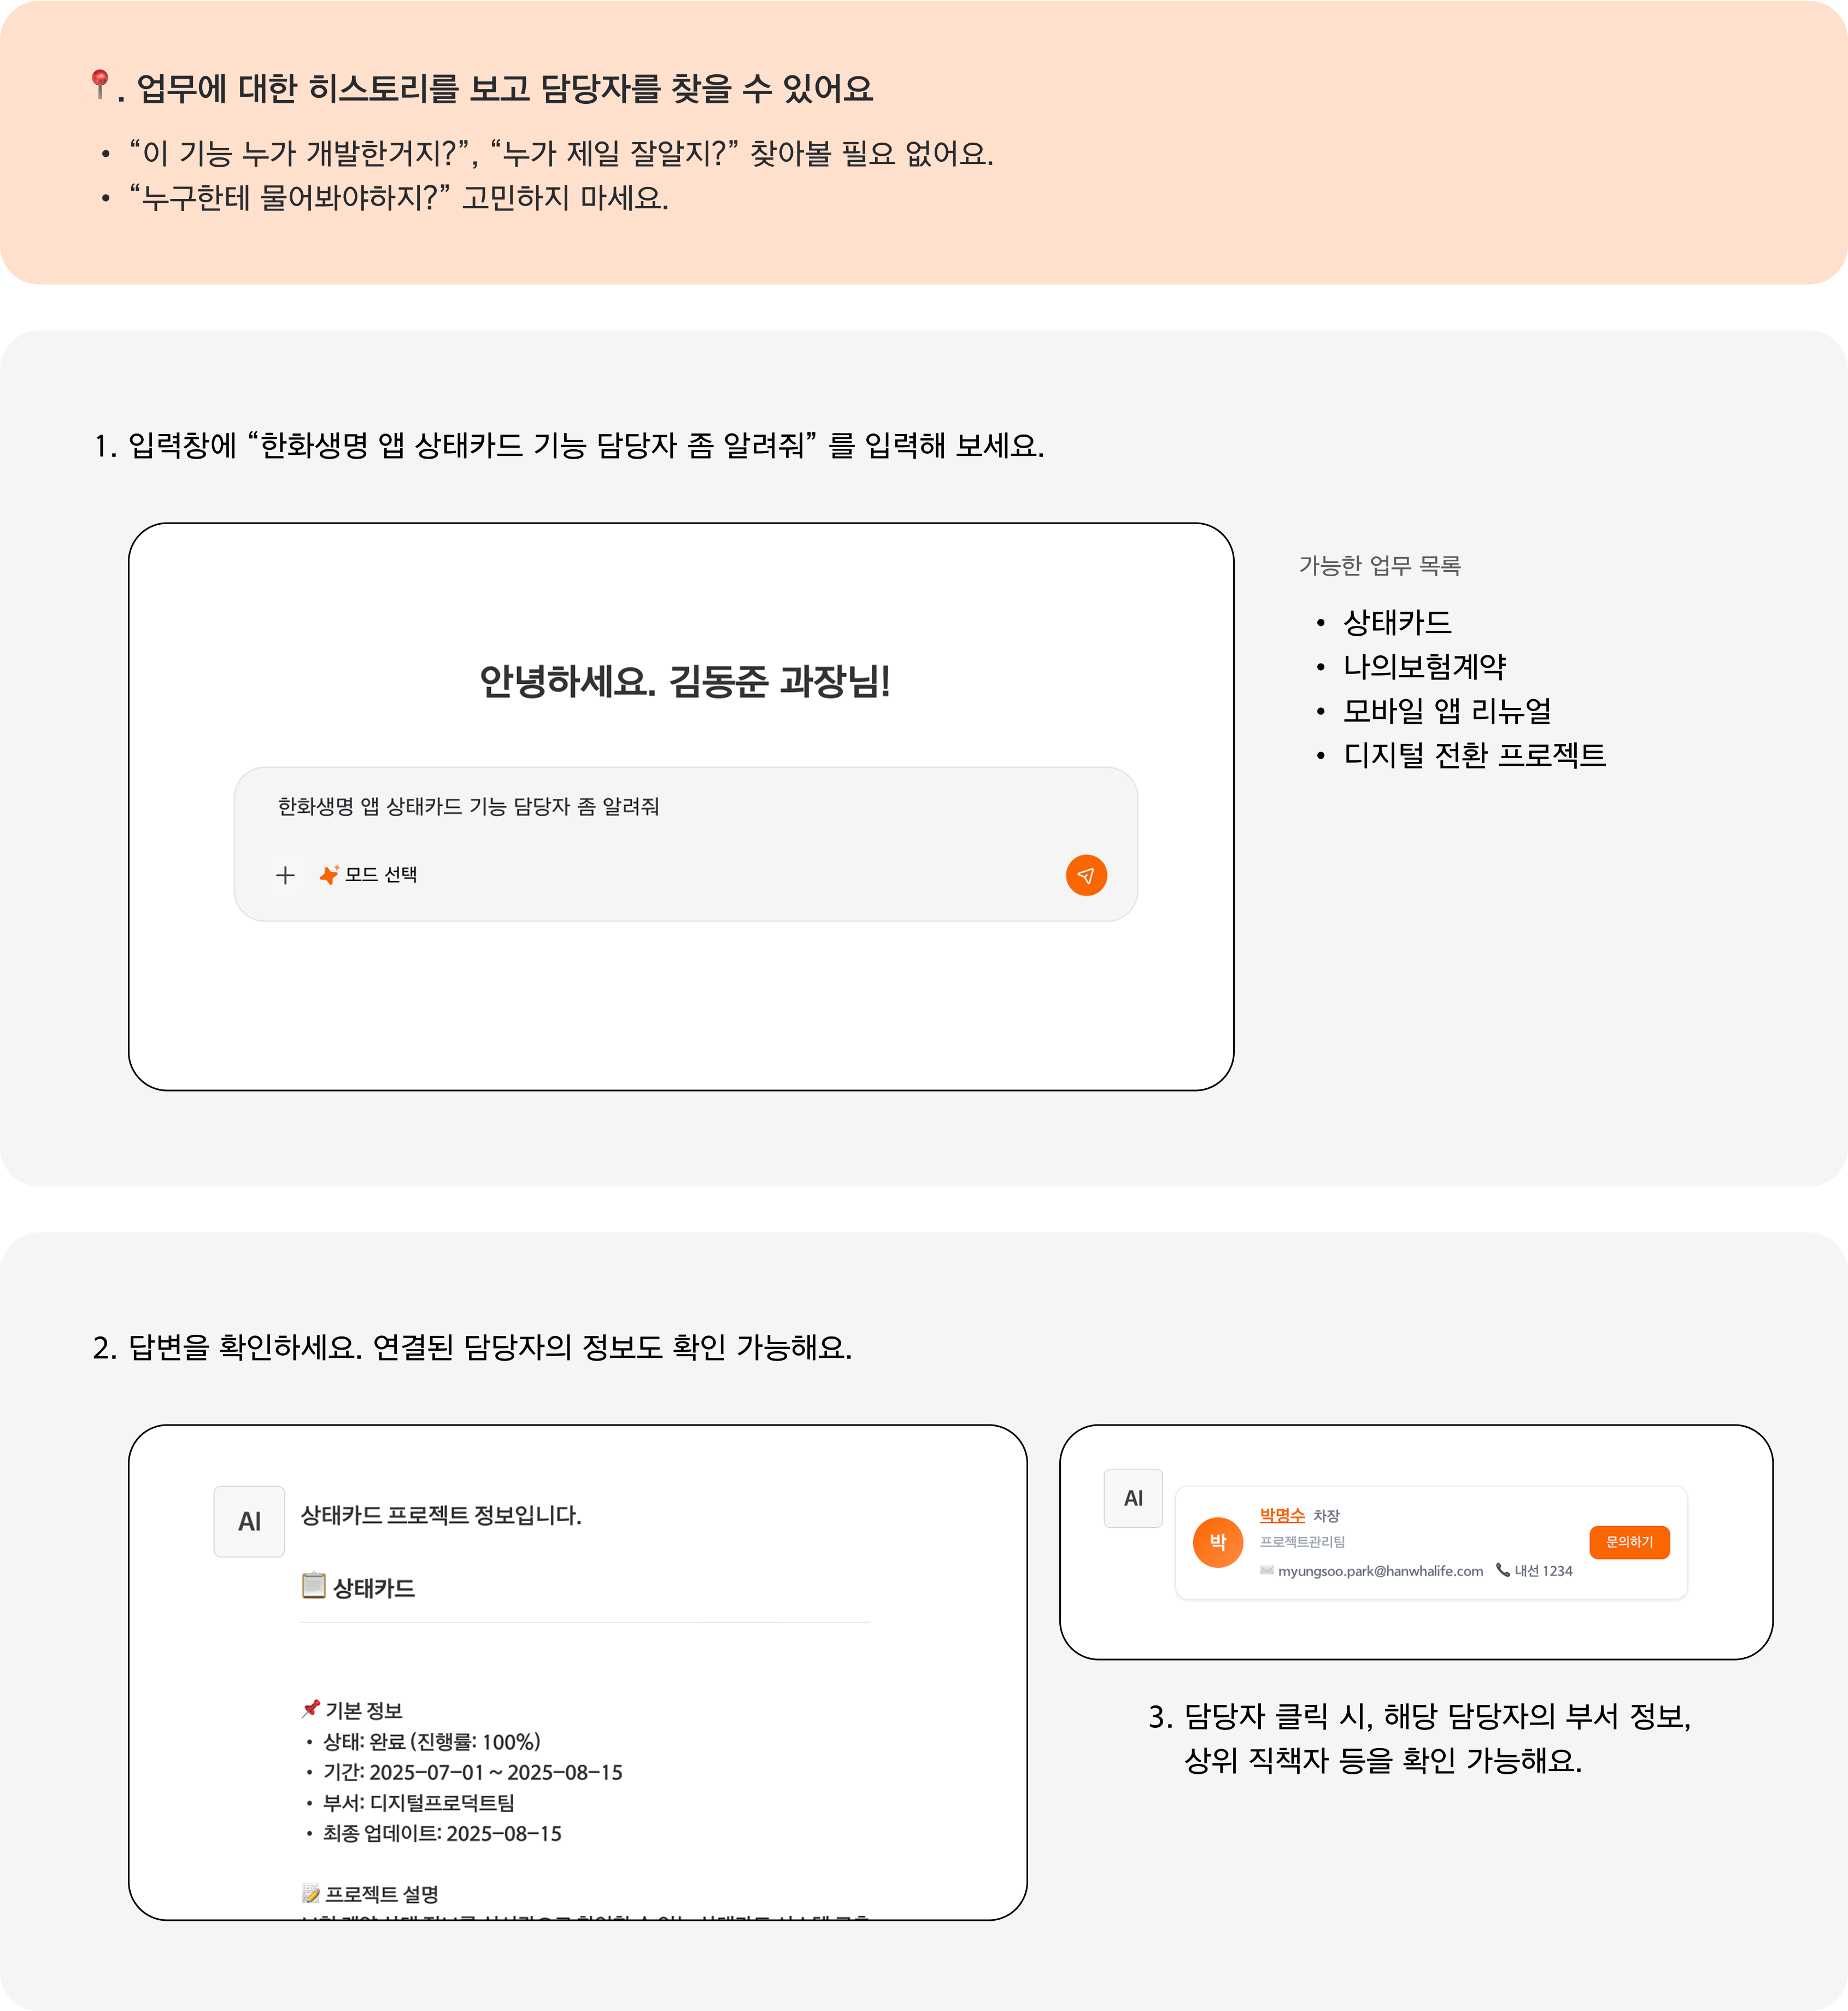 📍. 업무에 대한 히스토리를 보고 담당자를 찾을 수 있어요
• “이 기능 누가 개발한거지?”, “누가 제일 잘알지?” 찾아볼 필요 없어요.
• “누구한테 물어봐야하지?” 고민하지 마세요.
1. 입력창에 “한화생명 앱 상태카드 기능 담당자 좀 알려줘” 를 입력해 보세요.
안녕하세요. 김동준 과장님!
한화생명 앱 상태카드 기능 담당자 좀 알려줘
모드 선택
가능한 업무 목록
• 상태카드
• 나의보험계약
• 모바일 앱 리뉴얼
• 디지털 전환 프로젝트
2. 답변을 확인하세요. 연결된 담당자의 정보도 확인 가능해요.
AI
상태카드 프로젝트 정보입니다.
📋 상태카드
📌 기본 정보
• 상태: 완료 (진행률: 100%)
• 기간: 2025-07-01 ~ 2025-08-15
• 부서: 디지털프로덕트팀
• 최종 업데이트: 2025-08-15
📝 프로젝트 설명
AI
박
박명수 차장
프로젝트관리팀
✉️ myungsoo.park@hanwhalife.com 📞 내선 1234
문의하기
3. 담당자 클릭 시, 해당 담당자의 부서 정보,
상위 직책자 등을 확인 가능해요.